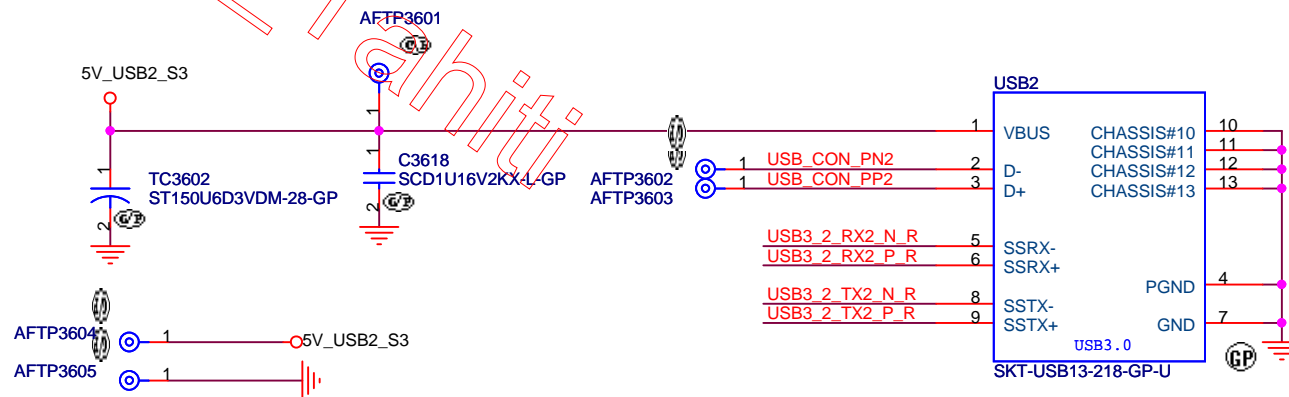 AFTP3601
5V_USB2_S3
1
1
1
2
TC3602
ST150U6D3VDM-28-GP
G/P
C3618
SCD1U16V2KX-L-GP
2
G/P
Tahiti
AFTP3602
AFTP3603
1
USB_CON_PN2
1
USB_CON_PP2
USB3_2_RX2_N_R
USB3_2_RX2_P_R
USB3_2_TX2_N_R
USB3_2_TX2_P_R
USB2
1 VBUS
2 D-
3 D+
5 SSRX-
6 SSRX+
8 SSTX-
9 SSTX+
CHASSIS#10 10
CHASSIS#11 11
CHASSIS#12 12
CHASSIS#13 13
PGND 4
GND 7
USB3.0
SKT-USB13-218-GP-U
GP
AFTP3604 1 5V_USB2_S3
AFTP3605 1